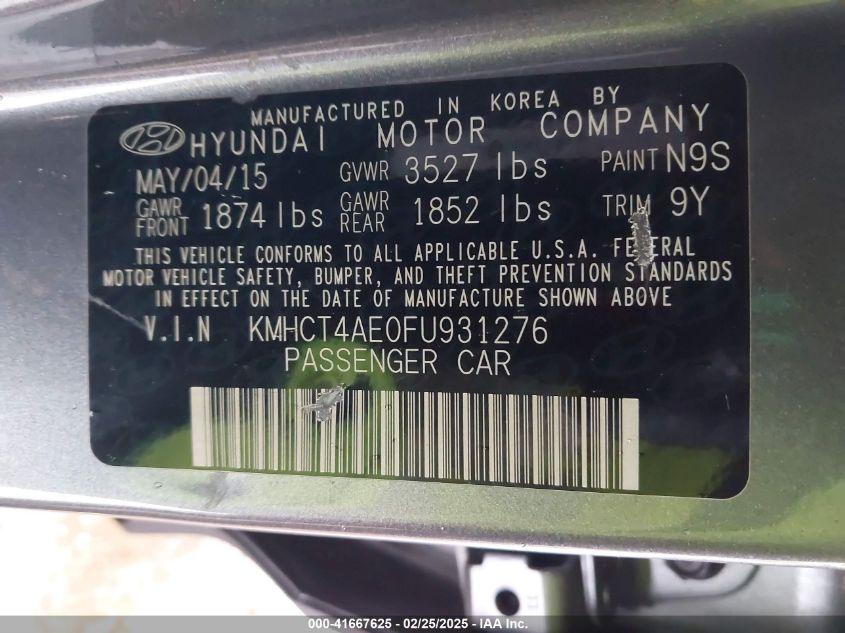 MANUFACTURED IN KOREA BY
HYUNDAI MOTOR COMPANY
MAY/04/15 GVWR 3527 lbs PAINT N9S
GAWR FRONT 1874 lbs GAWR REAR 1852 lbs TRIM 9Y
THIS VEHICLE CONFORMS TO ALL APPLICABLE U.S.A. FEDERAL
MOTOR VEHICLE SAFETY, BUMPER, AND THEFT PREVENTION STANDARDS
IN EFFECT ON THE DATE OF MANUFACTURE SHOWN ABOVE
V.I.N KMHCT4AE0FU931276
PASSENGER CAR
000-41667625 - 02/25/2025 - IAA Inc.